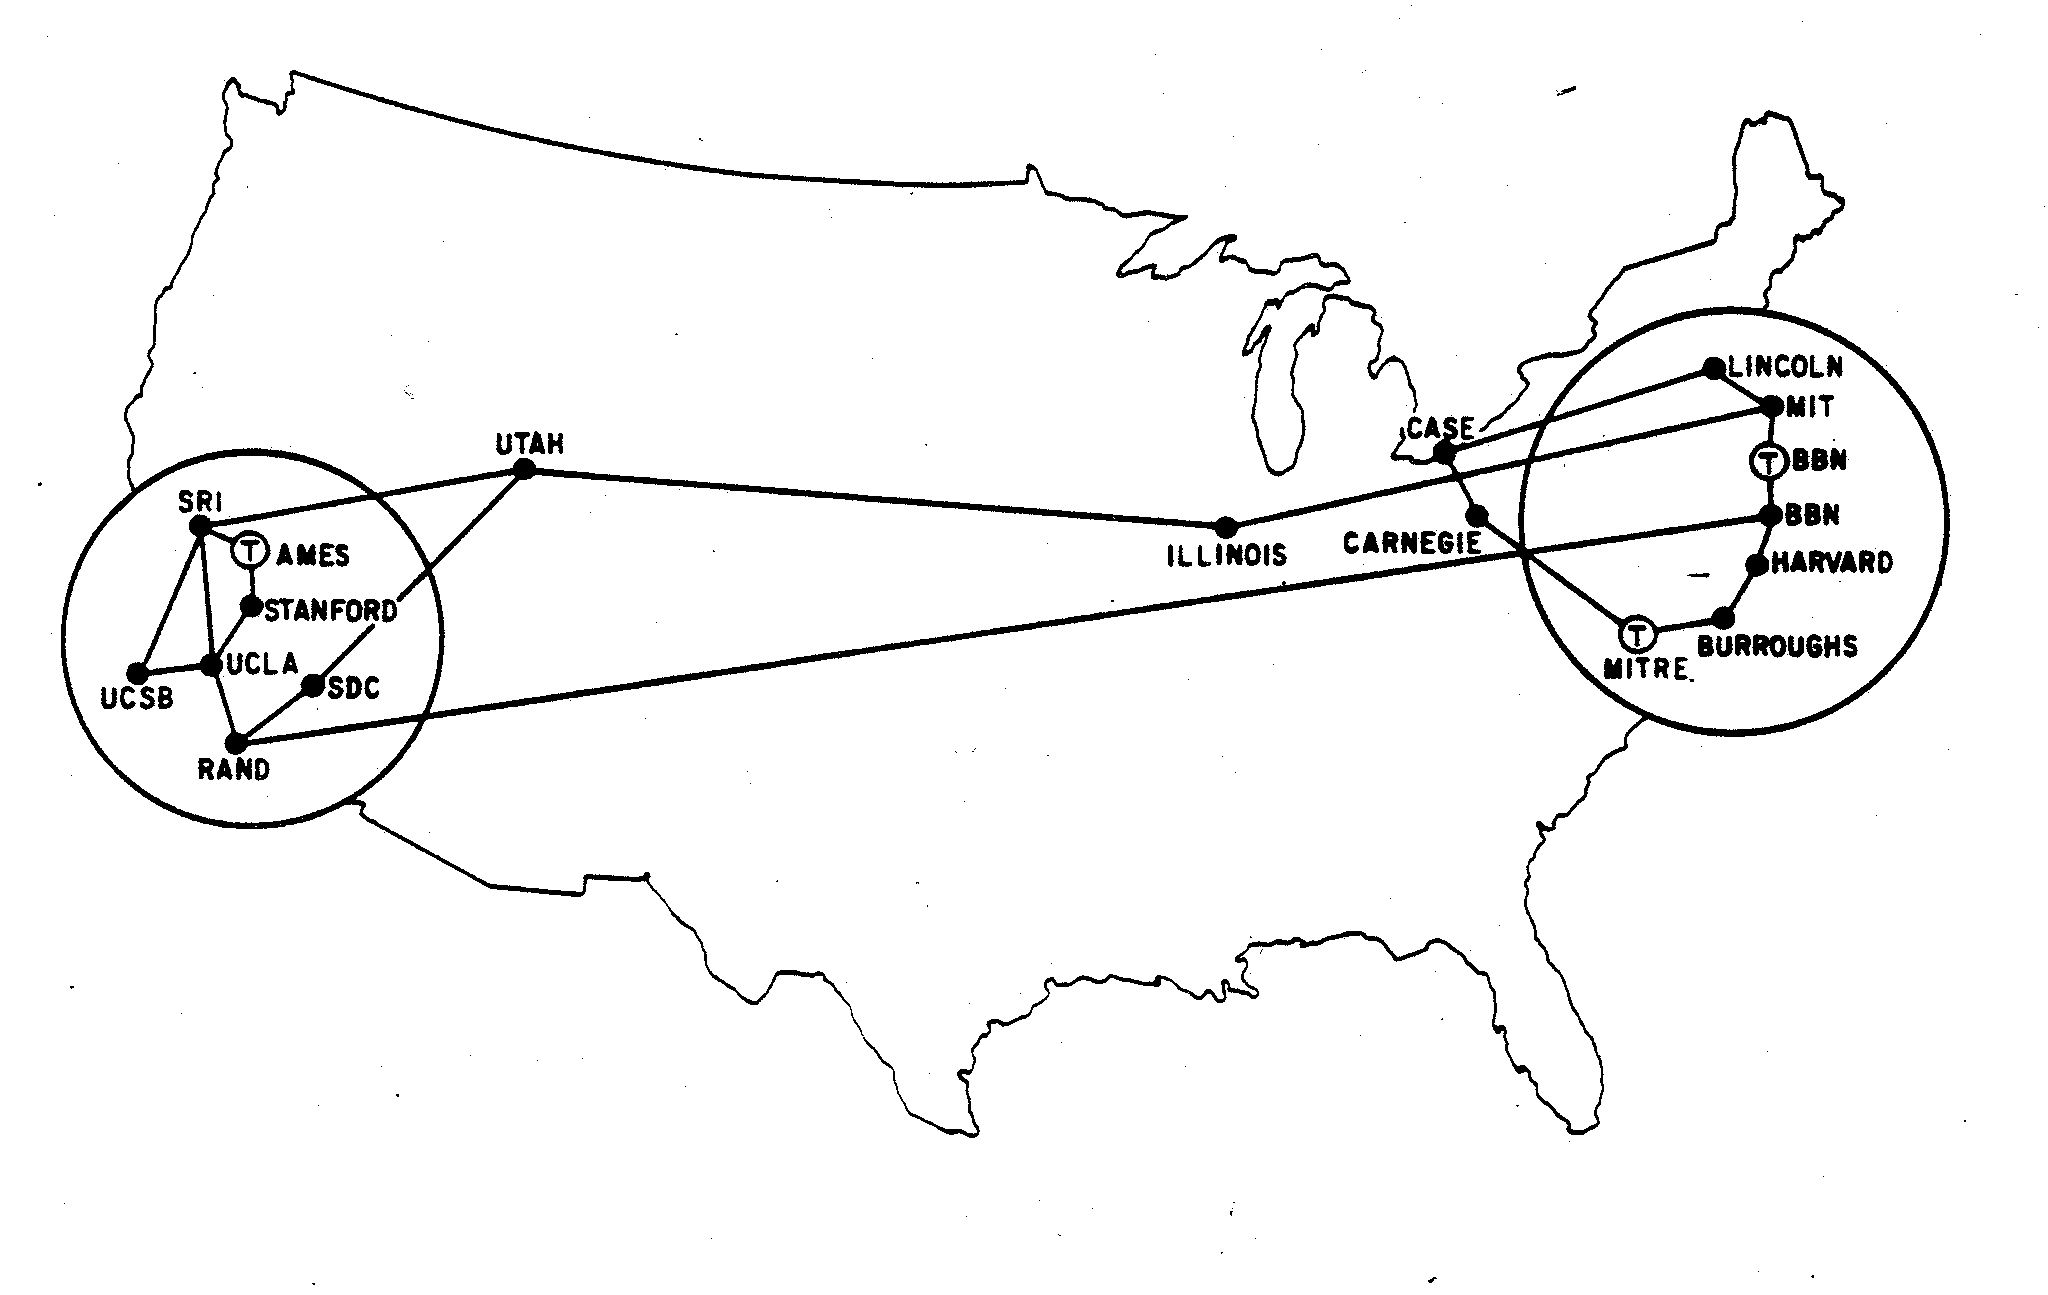 LINCOLN
MIT
CASE
UTAH
T BBN
SRI
BBN
ILLINOIS
CARNEGIE
T AMES
HARVARD
STANFORD
T
BURROUGHS
UCLA
MITRE.
SDC
UCSB
RAND